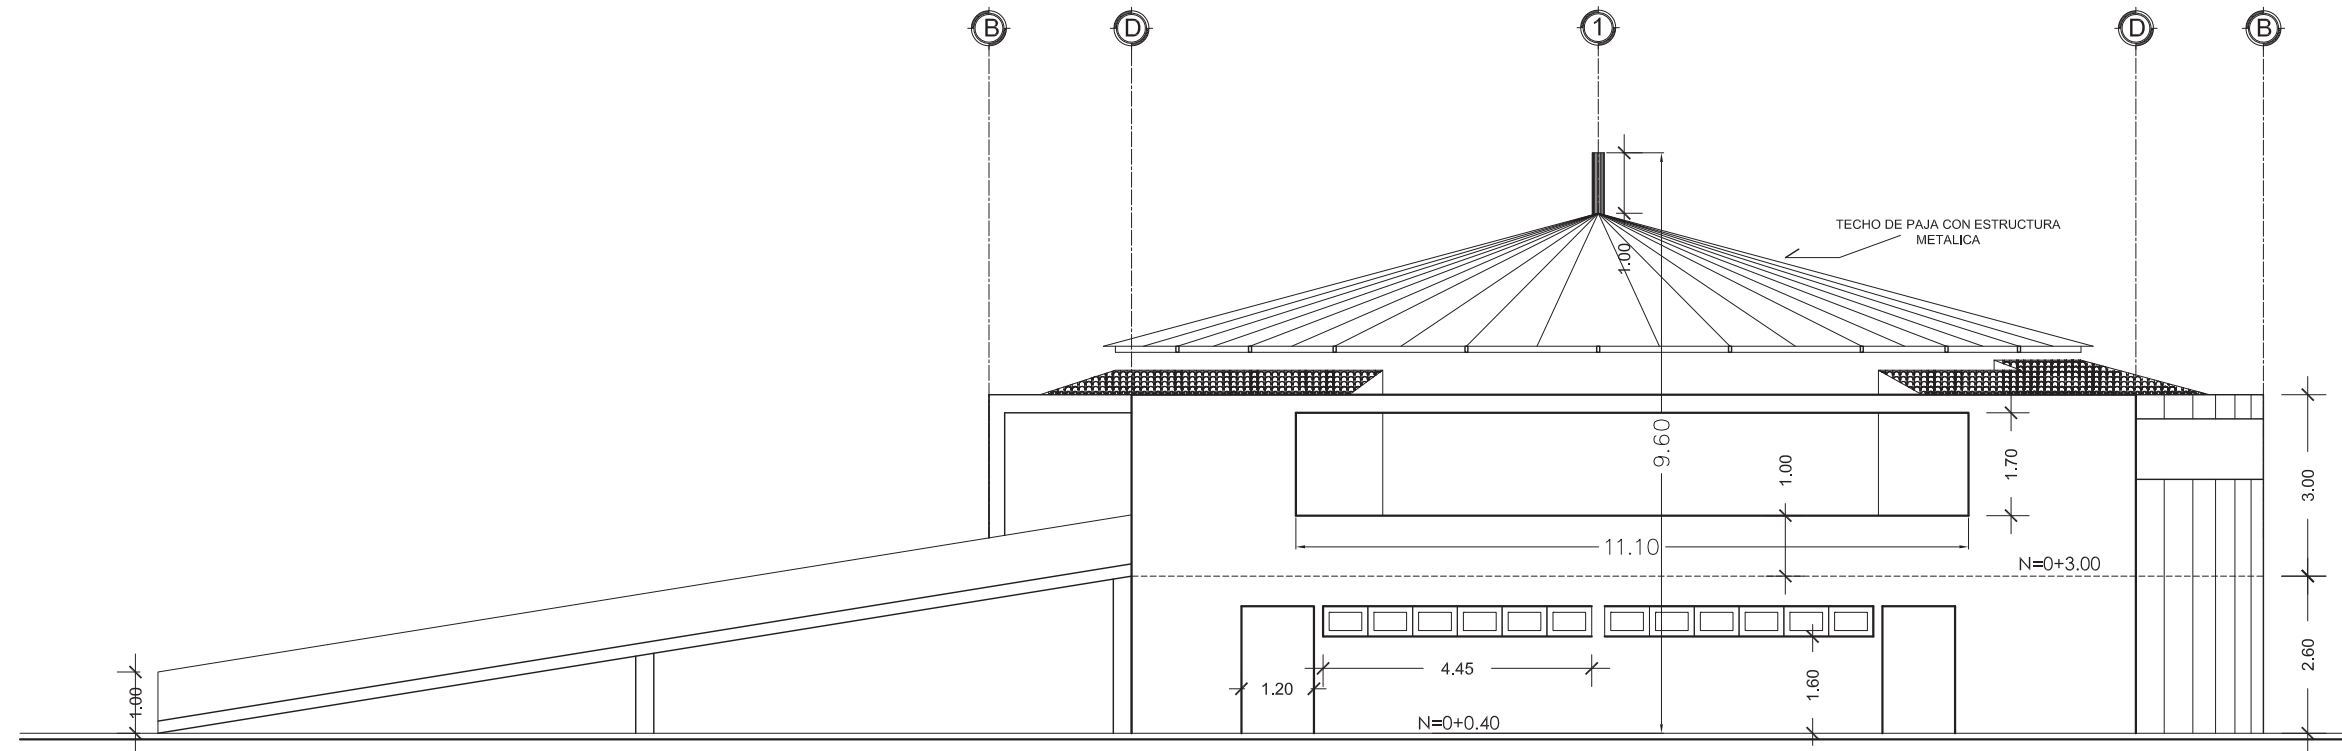 B
D
1
D
B
TECHO DE PAJA CON ESTRUCTURA
METALICA
1.00
9.60
1.00
1.70
3.00
11.10
N=0+3.00
4.45
1.20
1.60
2.60
1.00
N=0+0.40